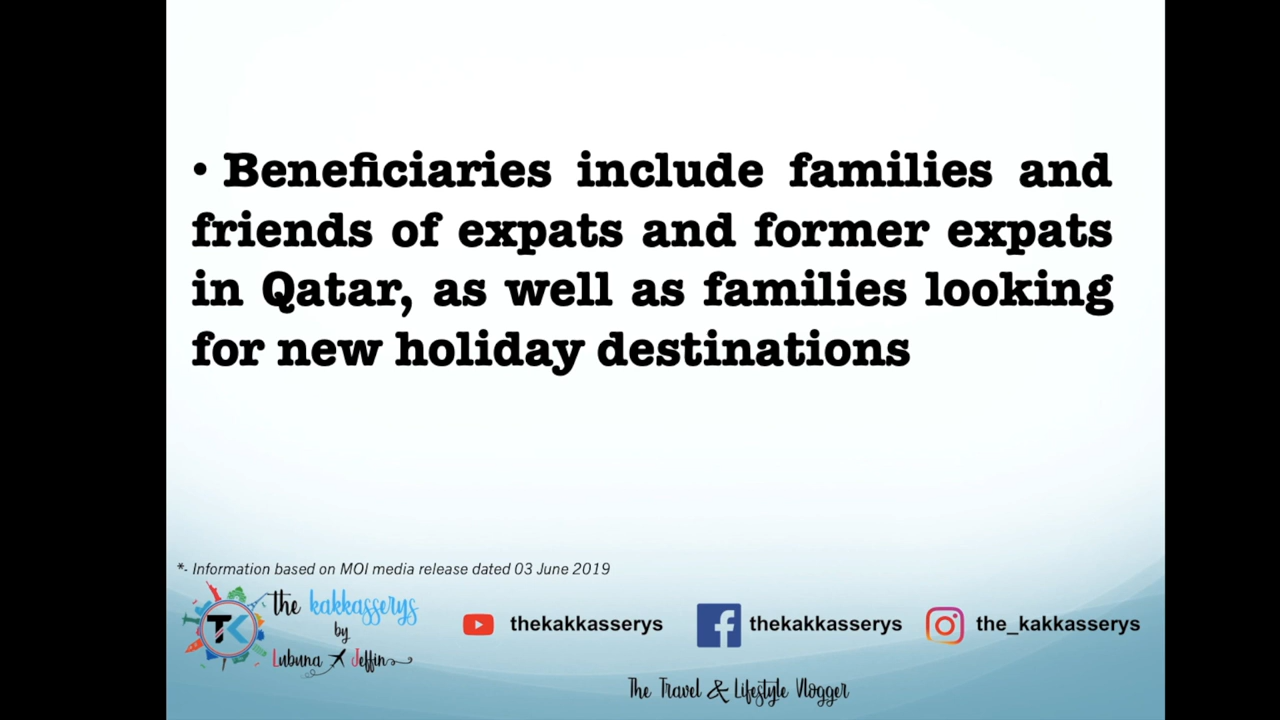 • Beneficiaries include families and
friends of expats and former expats
in Qatar, as well as families looking
for new holiday destinations
*- Information based on MOI media release dated 03 June 2019
TK
the kakkasserys
by
Lubuna Jeffin
thekakkasserys
thekakkasserys
the_kakkasserys
The Travel & Lifestyle Vlogger